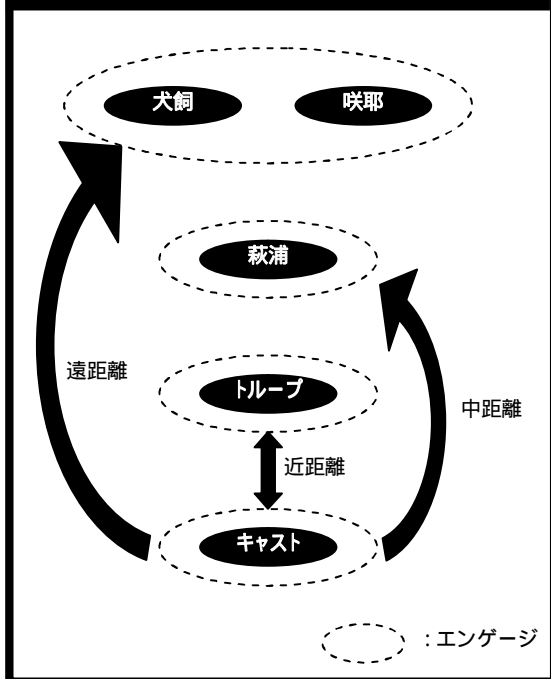 犬飼 咲耶
萩浦
遠距離
トループ
中距離
近距離
キャスト
：エンゲージ